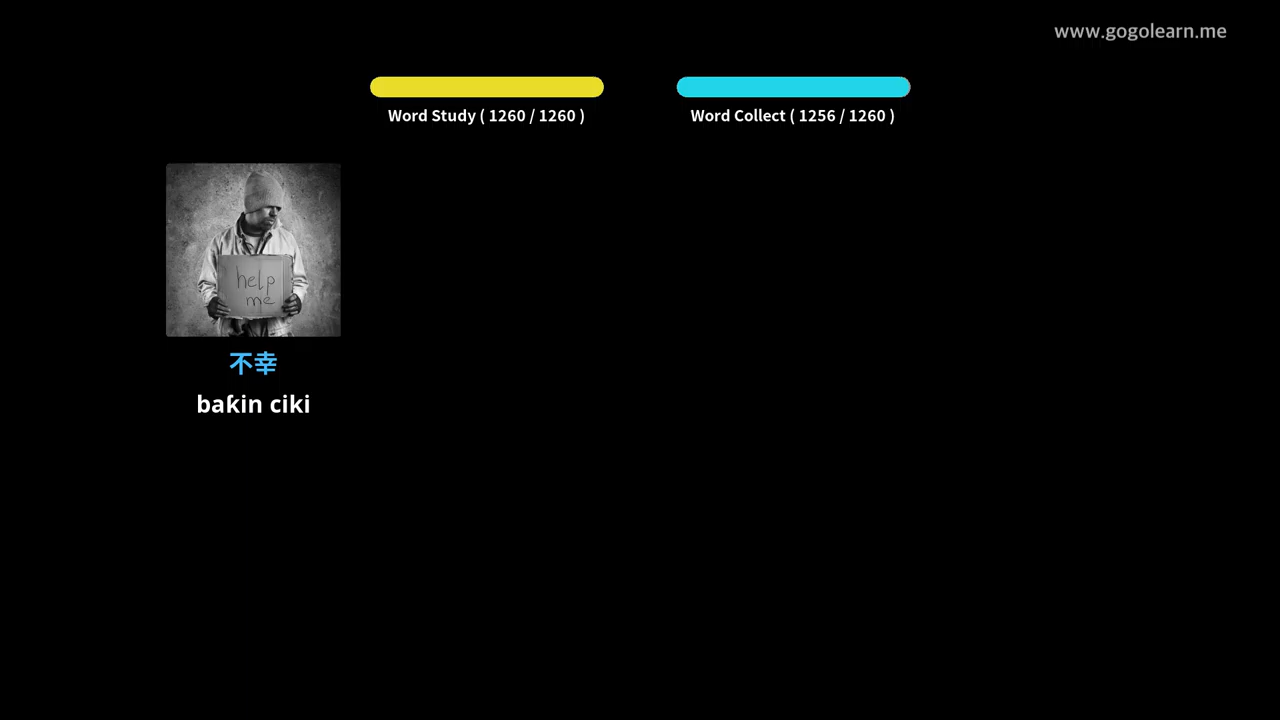 www.gogolearn.me
Word Study ( 1260 / 1260 )
Word Collect ( 1256 / 1260 )
help
me
不幸
baƙin ciki